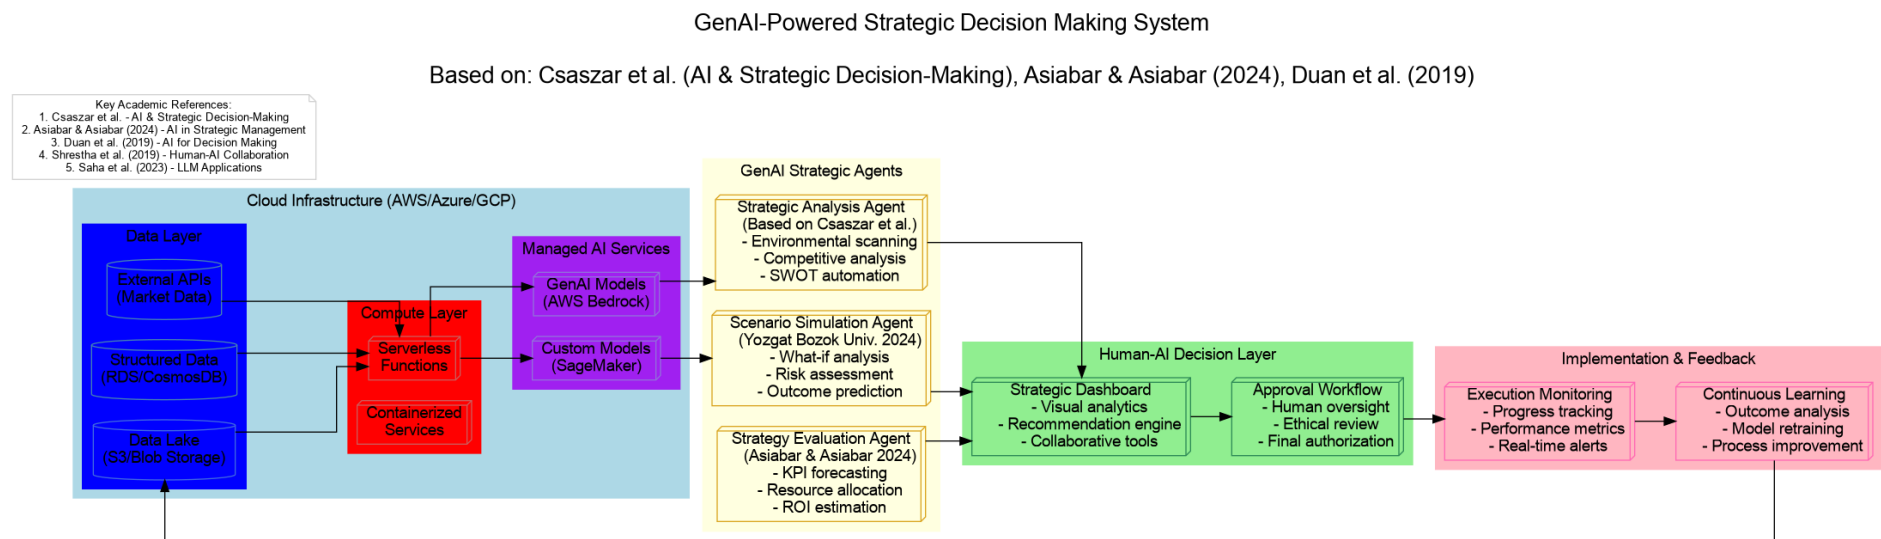 GenAI-Powered Strategic Decision Making System
Based on: Csaszar et al. (AI & Strategic Decision-Making), Asiabar & Asiabar (2024), Duan et al. (2019)
Key Academic References:
1. Csaszar et al. - AI & Strategic Decision-Making
2. Asiabar & Asiabar (2024) - AI in Strategic Management
3. Duan et al. (2019) - AI for Decision Making
4. Shrestha et al. (2019) - Human-AI Collaboration
5. Saha et al. (2023) - LLM Applications
Cloud Infrastructure (AWS/Azure/GCP)
Data Layer
External APIs
(Market Data)
Structured Data
(RDS/CosmosDB)
Data Lake
(S3/Blob Storage)
Compute Layer
Serverless
Functions
Containerized
Services
Managed AI Services
GenAI Models
(AWS Bedrock)
Custom Models
(SageMaker)
GenAI Strategic Agents
Strategic Analysis Agent
(Based on Csaszar et al.)
- Environmental scanning
- Competitive analysis
- SWOT automation
Scenario Simulation Agent
(Yozgat Bozok Univ. 2024)
- What-if analysis
- Risk assessment
- Outcome prediction
Strategy Evaluation Agent
(Asiabar & Asiabar 2024)
- KPI forecasting
- Resource allocation
- ROI estimation
Human-AI Decision Layer
Strategic Dashboard
- Visual analytics
- Recommendation engine
- Collaborative tools
Approval Workflow
- Human oversight
- Ethical review
- Final authorization
Implementation & Feedback
Execution Monitoring
- Progress tracking
- Performance metrics
- Real-time alerts
Continuous Learning
- Outcome analysis
- Model retraining
- Process improvement